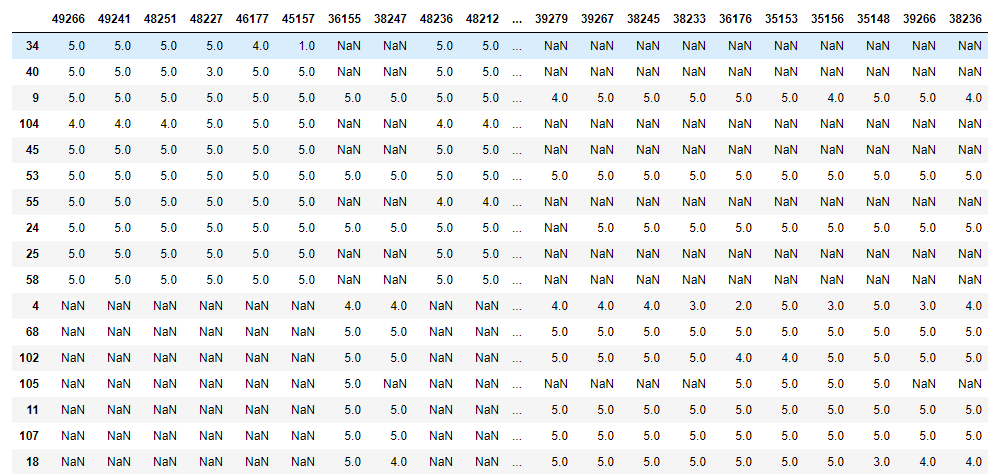 49266 49241 48251 48227 46177 45157 36155 38247 48236 48212 ... 39279 39267 38245 38233 36176 35153 35156 35148 39266 38236
34 5.0 5.0 5.0 5.0 4.0 1.0 NaN NaN 5.0 5.0 ... NaN NaN NaN NaN NaN NaN NaN NaN NaN NaN
40 5.0 5.0 5.0 3.0 5.0 5.0 NaN NaN 5.0 5.0 ... NaN NaN NaN NaN NaN NaN NaN NaN NaN NaN
9 5.0 5.0 5.0 5.0 5.0 5.0 5.0 5.0 5.0 5.0 ... 4.0 5.0 5.0 5.0 5.0 5.0 4.0 5.0 5.0 4.0
104 4.0 4.0 4.0 5.0 5.0 5.0 NaN NaN 4.0 4.0 ... NaN NaN NaN NaN NaN NaN NaN NaN NaN NaN
45 5.0 5.0 5.0 5.0 5.0 5.0 NaN NaN 5.0 5.0 ... NaN NaN NaN NaN NaN NaN NaN NaN NaN NaN
53 5.0 5.0 5.0 5.0 5.0 5.0 5.0 5.0 5.0 5.0 ... 5.0 5.0 5.0 5.0 5.0 5.0 5.0 5.0 5.0 5.0
55 5.0 5.0 5.0 5.0 5.0 5.0 NaN NaN 4.0 4.0 ... NaN NaN NaN NaN NaN NaN NaN NaN NaN NaN
24 5.0 5.0 5.0 5.0 5.0 5.0 5.0 5.0 5.0 5.0 ... NaN 5.0 5.0 5.0 5.0 5.0 5.0 5.0 5.0 5.0
25 5.0 5.0 5.0 5.0 5.0 5.0 NaN NaN 5.0 5.0 ... NaN NaN NaN NaN NaN NaN NaN NaN NaN NaN
58 5.0 5.0 5.0 5.0 5.0 5.0 NaN NaN 5.0 5.0 ... NaN NaN NaN NaN NaN NaN NaN NaN NaN NaN
4 NaN NaN NaN NaN NaN NaN 4.0 4.0 NaN NaN ... 4.0 4.0 4.0 3.0 2.0 5.0 3.0 5.0 3.0 4.0
68 NaN NaN NaN NaN NaN NaN 5.0 5.0 NaN NaN ... 5.0 5.0 5.0 5.0 5.0 5.0 5.0 5.0 5.0 5.0
102 NaN NaN NaN NaN NaN NaN 5.0 5.0 NaN NaN ... 5.0 5.0 5.0 5.0 4.0 4.0 5.0 5.0 5.0 5.0
105 NaN NaN NaN NaN NaN NaN 5.0 NaN NaN NaN ... NaN NaN NaN NaN 5.0 5.0 5.0 5.0 NaN NaN
11 NaN NaN NaN NaN NaN NaN 5.0 5.0 NaN NaN ... 5.0 5.0 5.0 5.0 5.0 5.0 5.0 5.0 5.0 5.0
107 NaN NaN NaN NaN NaN NaN 5.0 5.0 NaN NaN ... 5.0 5.0 5.0 5.0 5.0 5.0 5.0 5.0 5.0 5.0
18 NaN NaN NaN NaN NaN NaN 5.0 4.0 NaN NaN ... 5.0 5.0 5.0 5.0 5.0 5.0 5.0 3.0 4.0 4.0